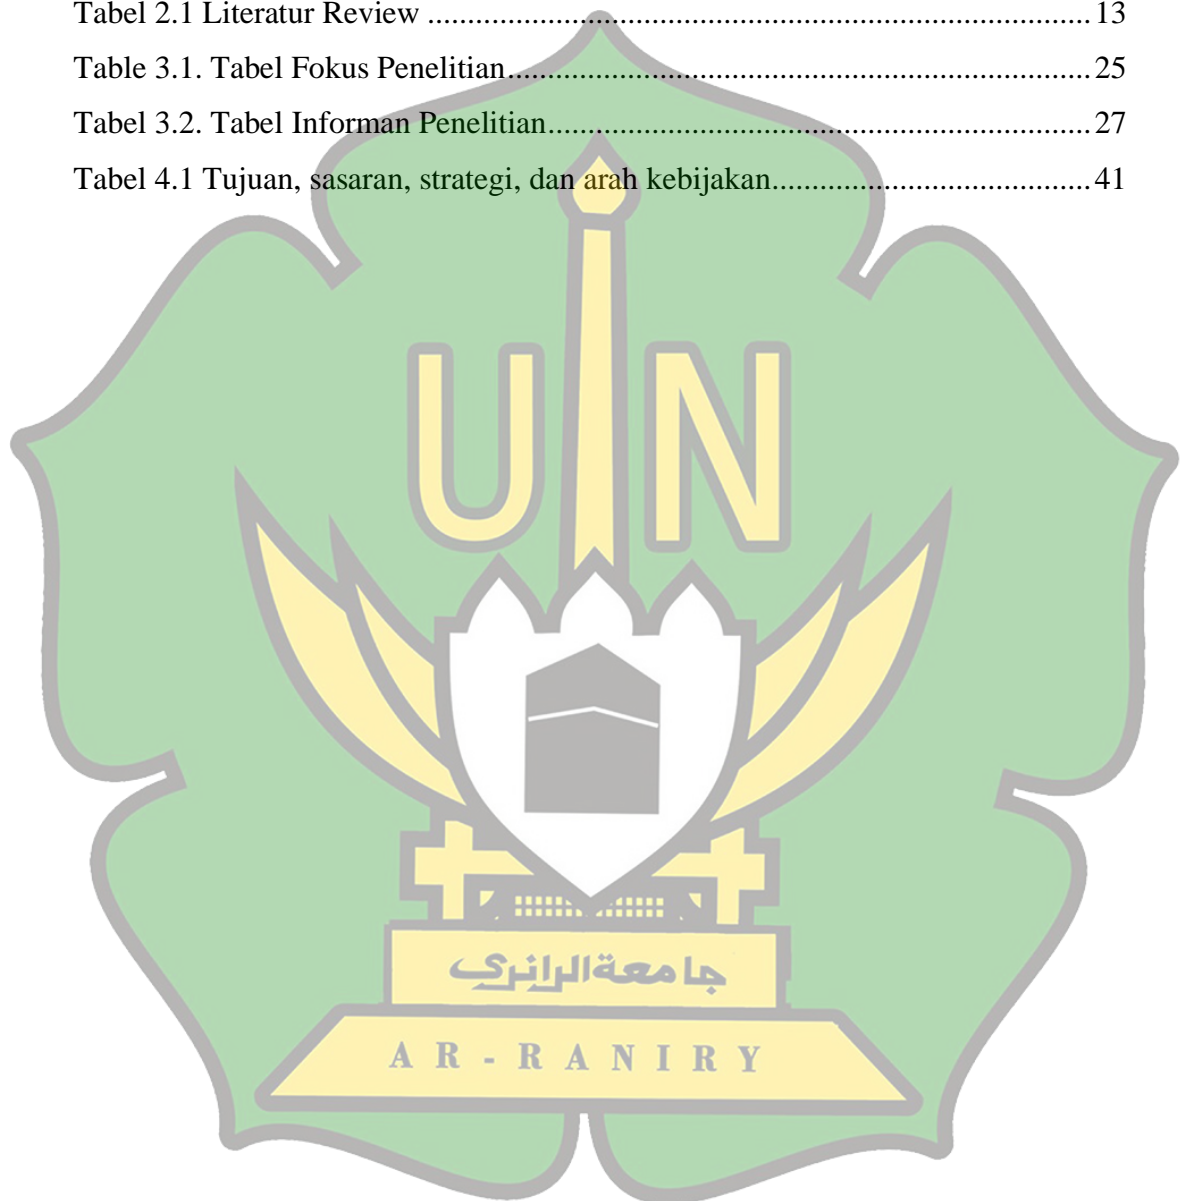 Tabel 2.1 Literatur Review ................................................................................ 13
Table 3.1. Tabel Fokus Penelitian...................................................................... 25
Tabel 3.2. Tabel Informan Penelitian................................................................. 27
Tabel 4.1 Tujuan, sasaran, strategi, dan arah kebijakan...................................... 41
UIN
جامعة الرانري
AR-RANIRY